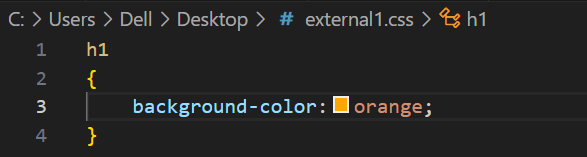 C: > Users > Dell > Desktop > # external1.css > h1
1 h1
2 {
3 background-color: orange;
4 }